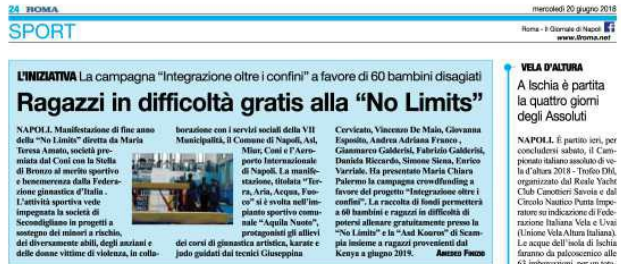 24 ROMA
mercoledì 20 giugno 2018
SPORT
Roma - Il Giornale di Napoli
www.ilroma.net
L'INIZIATIVA La campagna "Integrazione oltre i confini" a favore di 60 bambini disagiati
Ragazzi in difficoltà gratis alla "No Limits"
NAPOLI. Manifestazione di fine anno
della "No Limits" diretta da Maria
Teresa Amato, società pre-
miata dal Coni con la Stella
di Bronzo al merito sportivo
e benemerenza dalla Federa-
zione ginnastica d'Italia .
L'attività sportiva vede
impegnata la società di
Secondigliano in progetti a
sostegno dei minori a rischio,
dei diversamente abili, degli anziani e
delle donne vittime di violenza, in colla-
borazione con i servizi sociali della VII
Municipalità, il Comune di Napoli, Asl,
Miur, Coni e l'Aero-
porto Internazionale
di Napoli. La manife-
stazione, titolata "Ter-
ra, Aria, Acqua, Fuo-
co" si è svolta nell'im-
pianto sportivo comu-
nale "Aquila Nuoto",
protagonisti gli allievi
dei corsi di ginnastica artistica, karate e
judo guidati dai tecnici Giuseppina
Cervicato, Vincenzo De Maio, Giovanna
Esposito, Andrea Adriana Franco ,
Gianmarco Galderisi, Fabrizio Galderisi,
Daniela Riccardo, Simone Siena, Enrico
Varriale. Ha presentato Maria Chiara
Palermo la campagna crowdfunding a
favore del progetto "Integrazione oltre i
confini". La raccolta di fondi permetterà
a 60 bambini e ragazzi in difficoltà di
potersi allenare gratuitamente presso la
"No Limits" e la "Asd Kouros" di Scam-
pia insieme a ragazzi provenienti dal
Kenya a giugno 2019. AMEDEO FINIZIO
VELA D'ALTURA
A Ischia è partita
la quattro giorni
degli Assoluti
NAPOLI. È partito ieri, per
concludersi sabato, il Cam-
pionato italiano assoluto di ve-
la d'altura 2018 - Trofeo Dhl,
organizzato dal Reale Yacht
Club Canottieri Savoia e dal
Circolo Nautico Punta Impe-
ratore su indicazione di Fede-
razione Italiana Vela e Uvai
(Unione Vela Altura Italiana).
Le acque dell'isola di Ischia
faranno da palcoscenico alle
63 imbarcazioni, per un tota-